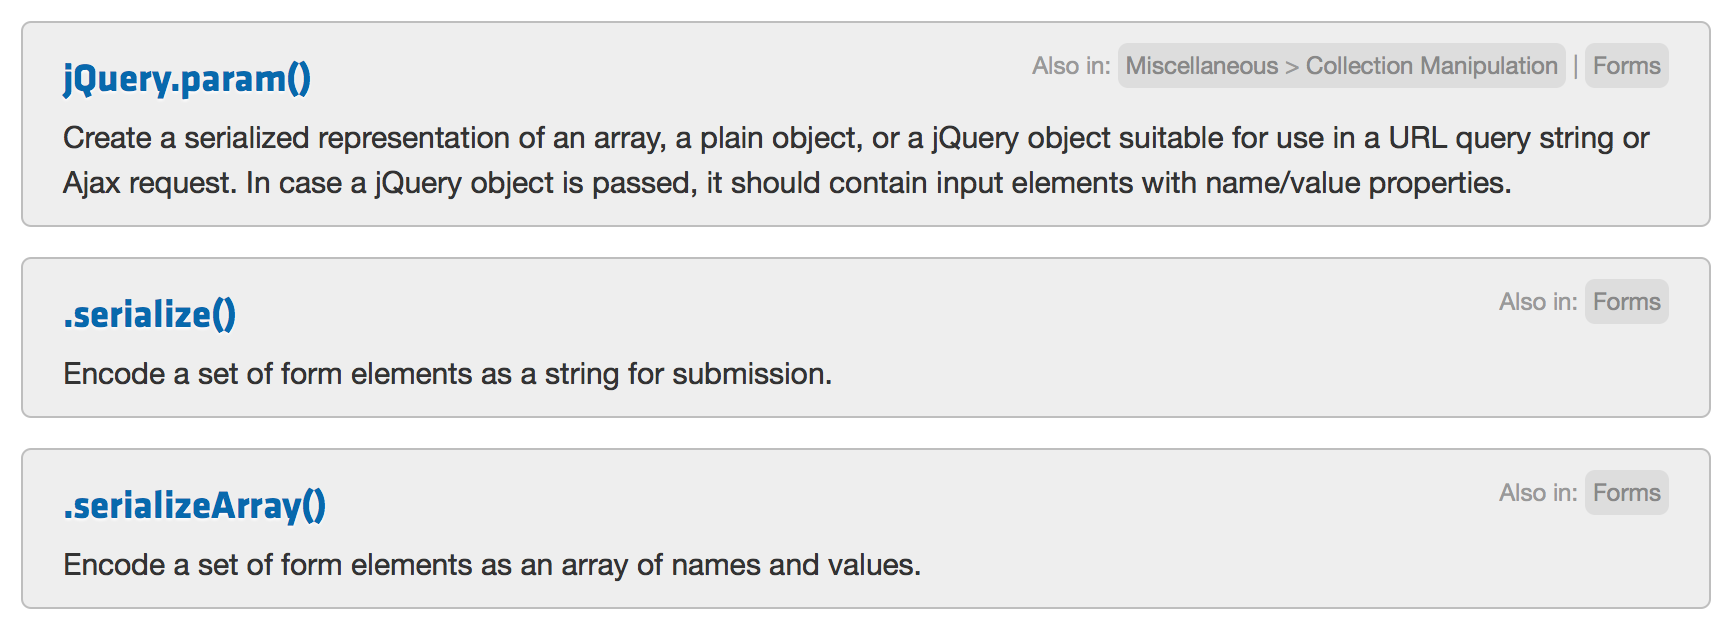 jQuery.param()
Also in: Miscellaneous > Collection Manipulation | Forms
Create a serialized representation of an array, a plain object, or a jQuery object suitable for use in a URL query string or
Ajax request. In case a jQuery object is passed, it should contain input elements with name/value properties.
.serialize()
Also in: Forms
Encode a set of form elements as a string for submission.
.serializeArray()
Also in: Forms
Encode a set of form elements as an array of names and values.